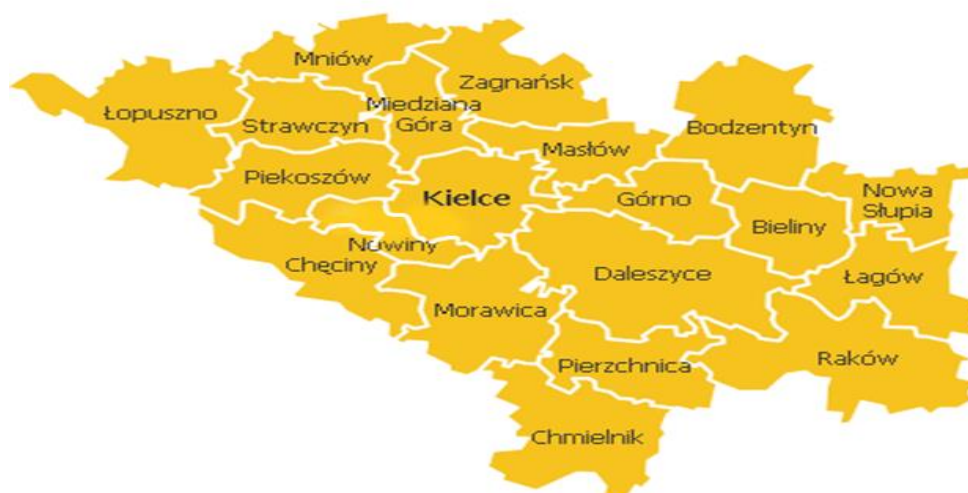 Mniów
Zagnańsk
Łopuszno
Miedziana
Góra
Strawczyn
Bodzentyn
Masłów
Piekoszów
Kielce
Górno
Nowa
Słupia
Bieliny
Nowiny
Chęciny
Daleszyce
Łagów
Morawica
Pierzchnica
Raków
Chmielnik